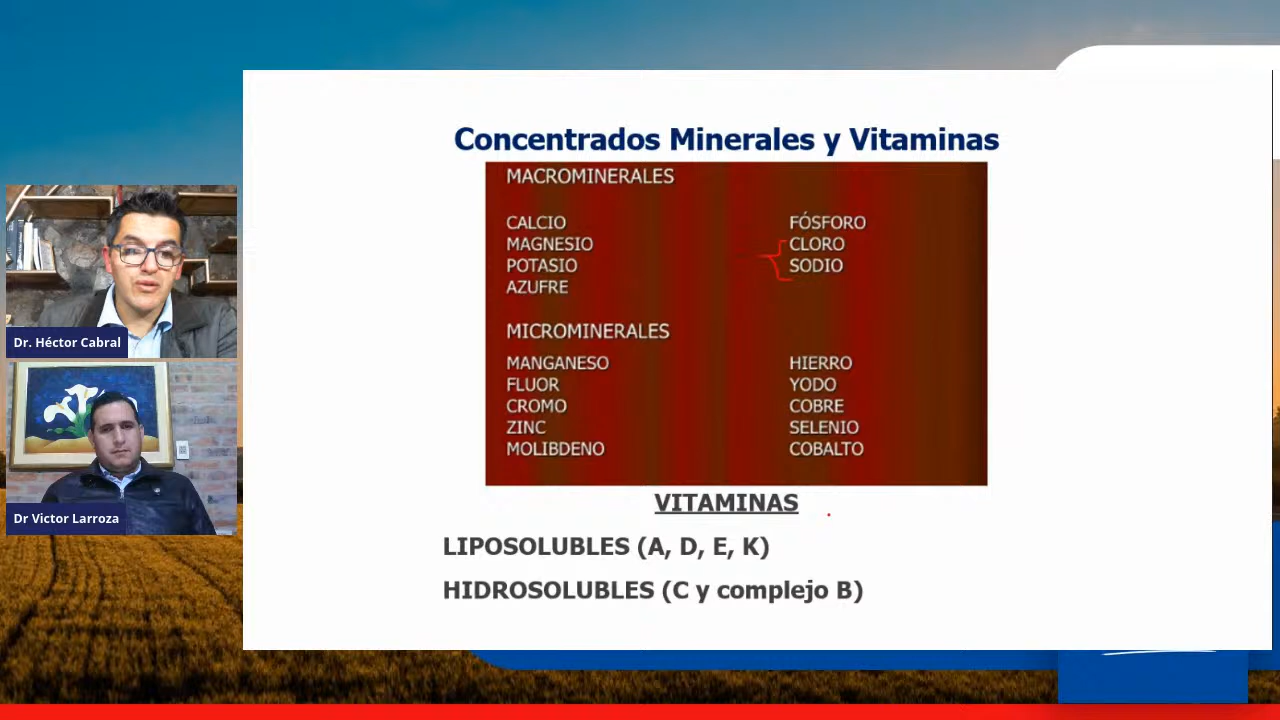 Concentrados Minerales y Vitaminas
MACROMINERALES
CALCIO
MAGNESIO
POTASIO
AZUFRE
FÓSFORO
CLORO
SODIO
MICROMINERALES
MANGANESO
FLUOR
CROMO
ZINC
MOLIBDENO
HIERRO
YODO
COBRE
SELENIO
COBALTO
VITAMINAS
LIPOSOLUBLES (A, D, E, K)
HIDROSOLUBLES (C y complejo B)
Dr. Héctor Cabral
Dr Victor Larroza